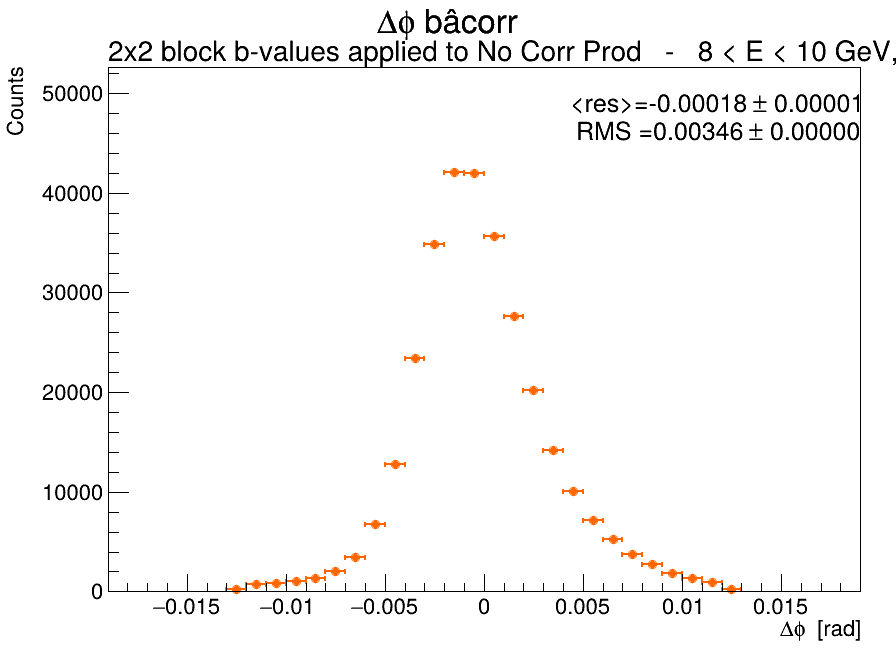 Δϕ bâcorr
2x2 block b-values applied to No Corr Prod - 8 < E < 10 GeV,
Counts
<res>=-0.00018 ± 0.00001
RMS =0.00346 ± 0.00000
50000
40000
30000
20000
10000
0
−0.015 −0.01 −0.005 0 0.005 0.01 0.015
Δϕ [rad]